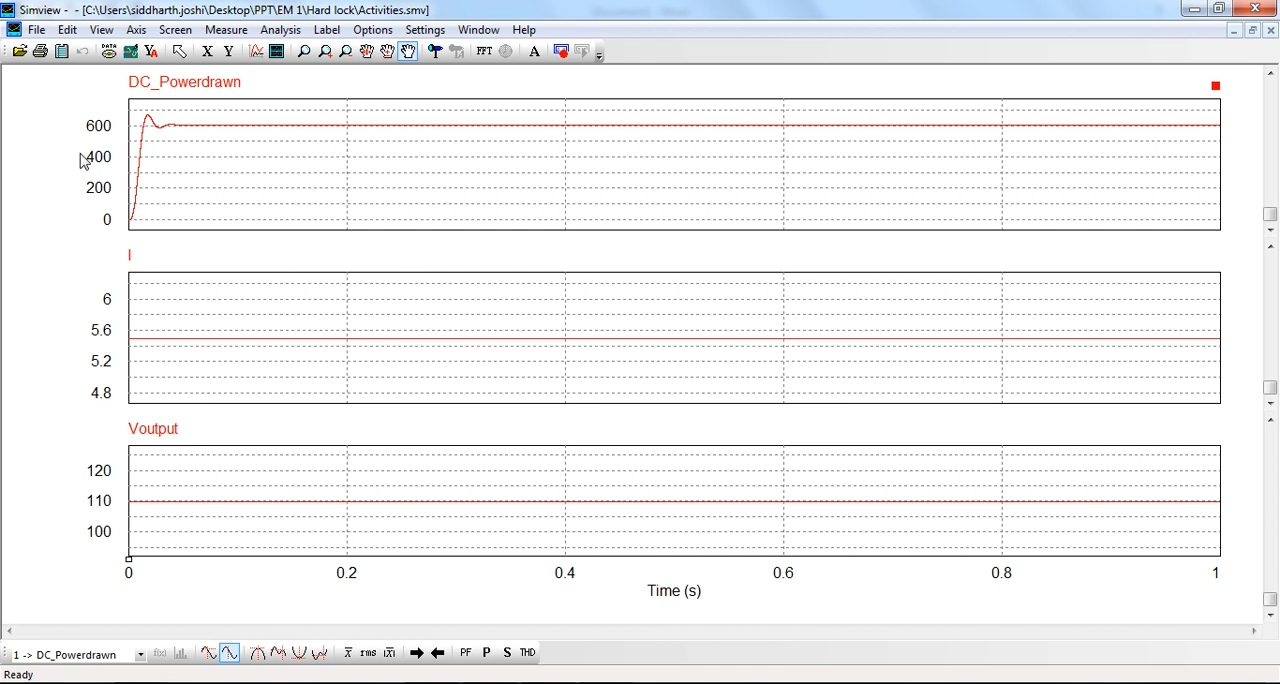 Simview - - [C:\Users\siddharth.joshi\Desktop\PPT\EM 1\Hard lock\Activities.smv]
File Edit View Axis Screen Measure Analysis Label Options Settings Window Help
DATA Y A X Y FFT A
DC_Powerdrawn
600
400
200
0
I
6
5.6
5.2
4.8
Voutput
120
110
100
0 0.2 0.4 0.6 0.8 1
Time (s)
1 -> DC_Powerdrawn f(x) x rms |x| PF P S THD
Ready